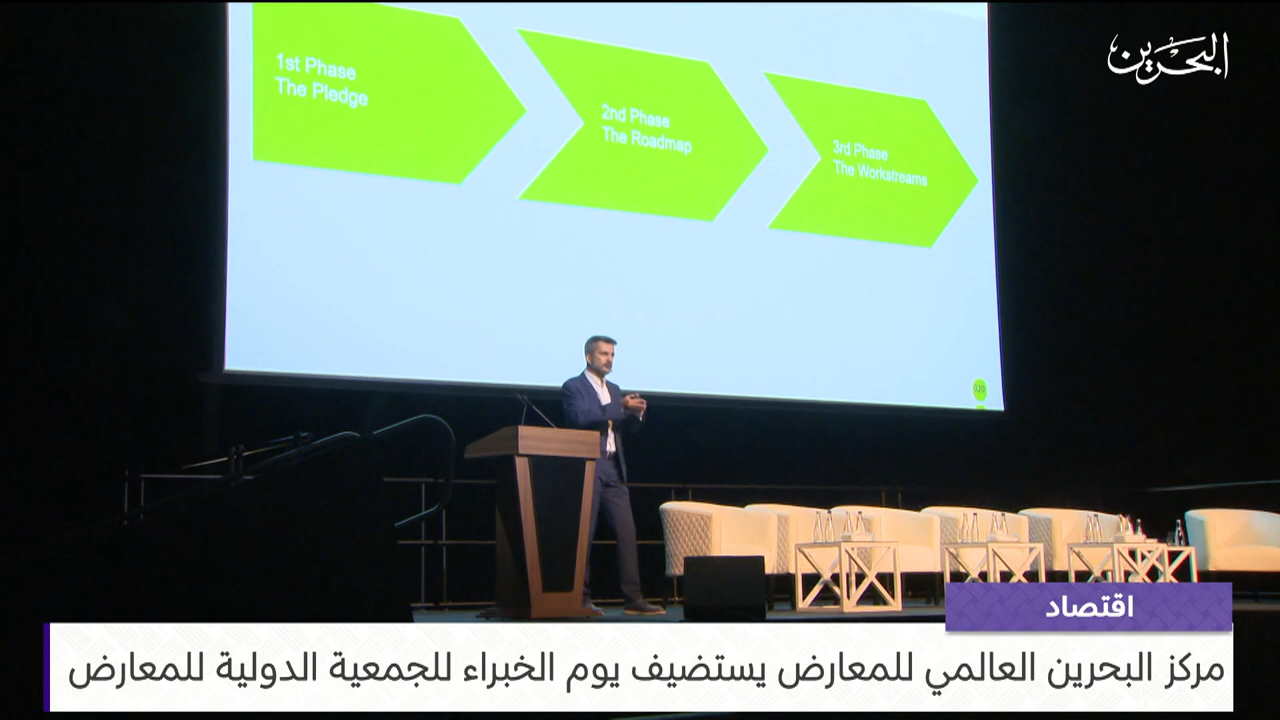 1st Phase
The Pledge
2nd Phase
The Roadmap
3rd Phase
The Workstreams
البحرين
اقتصاد
مركز البحرين العالمي للمعارض يستضيف يوم الخبراء للجمعية الدولية للمعارض